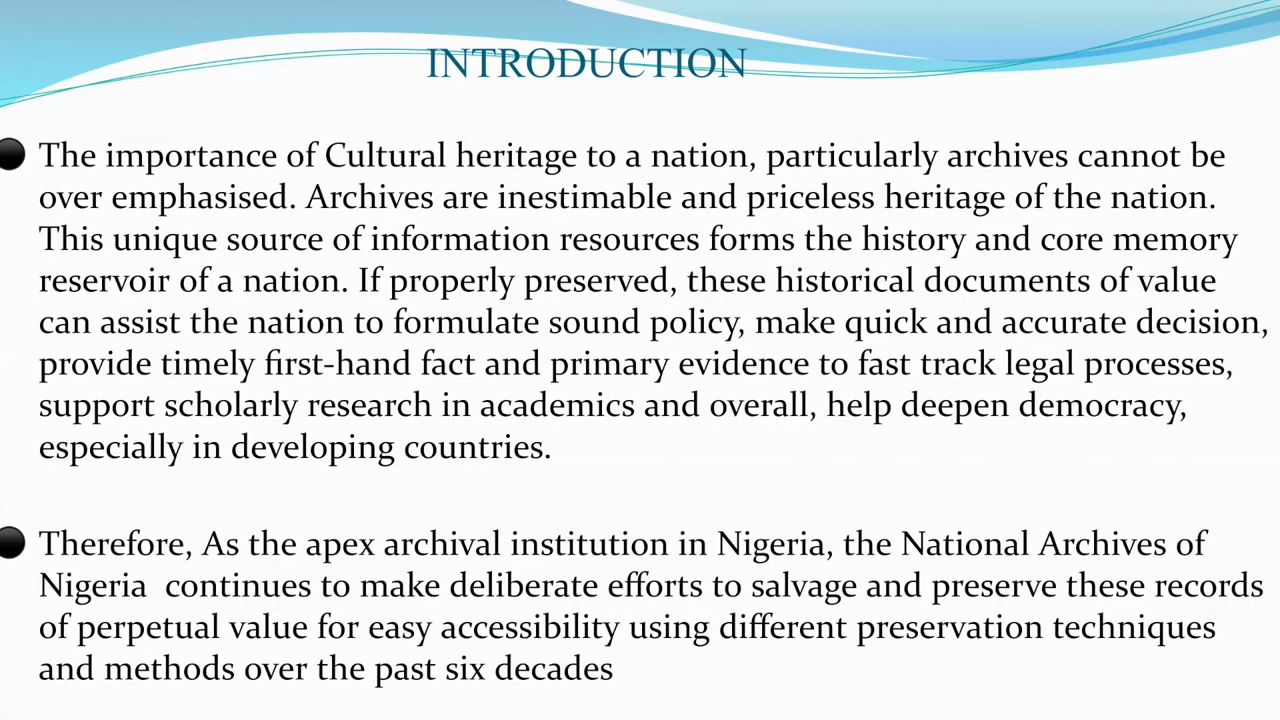 INTRODUCTION
The importance of Cultural heritage to a nation, particularly archives cannot be
over emphasised. Archives are inestimable and priceless heritage of the nation.
This unique source of information resources forms the history and core memory
reservoir of a nation. If properly preserved, these historical documents of value
can assist the nation to formulate sound policy, make quick and accurate decision,
provide timely first-hand fact and primary evidence to fast track legal processes,
support scholarly research in academics and overall, help deepen democracy,
especially in developing countries.
Therefore, As the apex archival institution in Nigeria, the National Archives of
Nigeria continues to make deliberate efforts to salvage and preserve these records
of perpetual value for easy accessibility using different preservation techniques
and methods over the past six decades